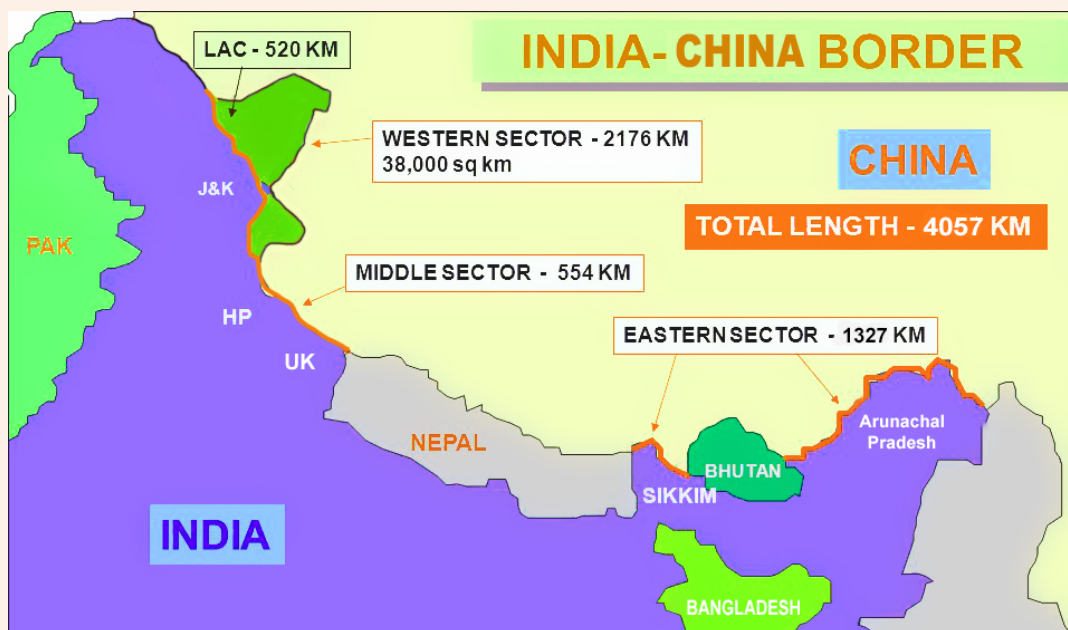 LAC - 520 KM
INDIA- CHINA BORDER
WESTERN SECTOR - 2176 KM
38,000 sq km
CHINA
J&K
TOTAL LENGTH - 4057 KM
PAK
MIDDLE SECTOR - 554 KM
HP
EASTERN SECTOR - 1327 KM
UK
Arunachal
Pradesh
NEPAL
BHUTAN
SIKKIM
INDIA
BANGLADESH